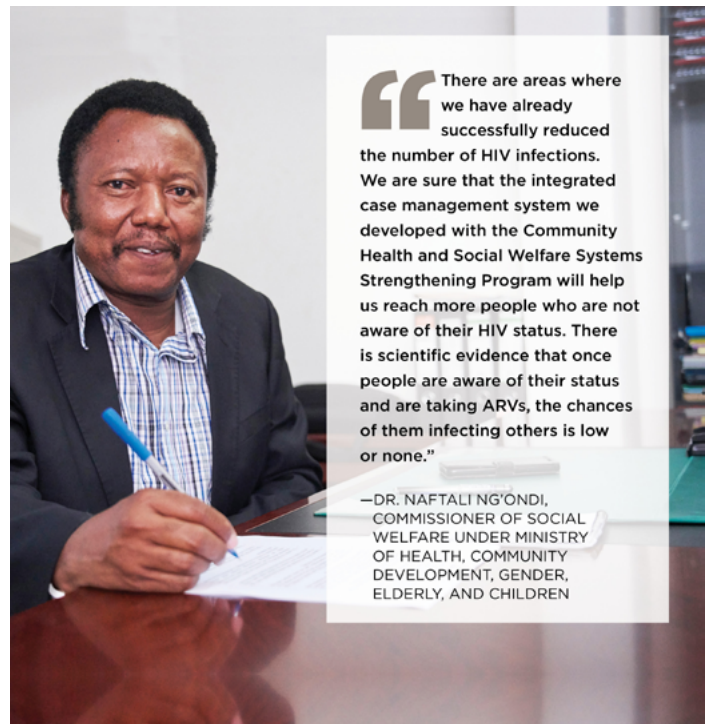 “There are areas where
we have already
successfully reduced
the number of HIV infections.
We are sure that the integrated
case management system we
developed with the Community
Health and Social Welfare Systems
Strengthening Program will help
us reach more people who are not
aware of their HIV status. There
is scientific evidence that once
people are aware of their status
and are taking ARVs, the chances
of them infecting others is low
or none.”
—DR. NAFTALI NG'ONDI,
COMMISSIONER OF SOCIAL
WELFARE UNDER MINISTRY
OF HEALTH, COMMUNITY
DEVELOPMENT, GENDER,
ELDERLY, AND CHILDREN